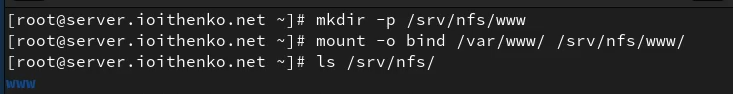 [root@server.ioithenko.net ~]# mkdir -p /srv/nfs/www
[root@server.ioithenko.net ~]# mount -o bind /var/www/ /srv/nfs/www/
[root@server.ioithenko.net ~]# ls /srv/nfs/
www